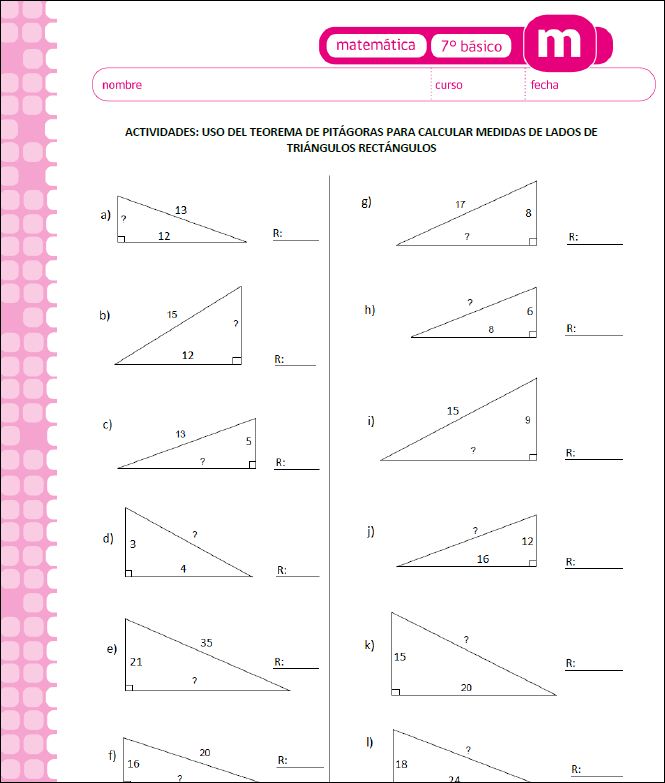 matemática 7º básico m
nombre curso fecha
ACTIVIDADES: USO DEL TEOREMA DE PITÁGORAS PARA CALCULAR MEDIDAS DE LADOS DE
TRIÁNGULOS RECTÁNGULOS
a) ? 13 12 R:
b) 15 ? 12 R:
c) 13 5 ? R:
d) 3 ? 4 R:
e) 21 35 ? R:
f) 16 20 ? R:
g) 17 8 ? R:
h) ? 6 8 R:
i) 15 9 ? R:
j) ? 12 16 R:
k) 15 ? 20 R:
l) 18 ? 24 R: